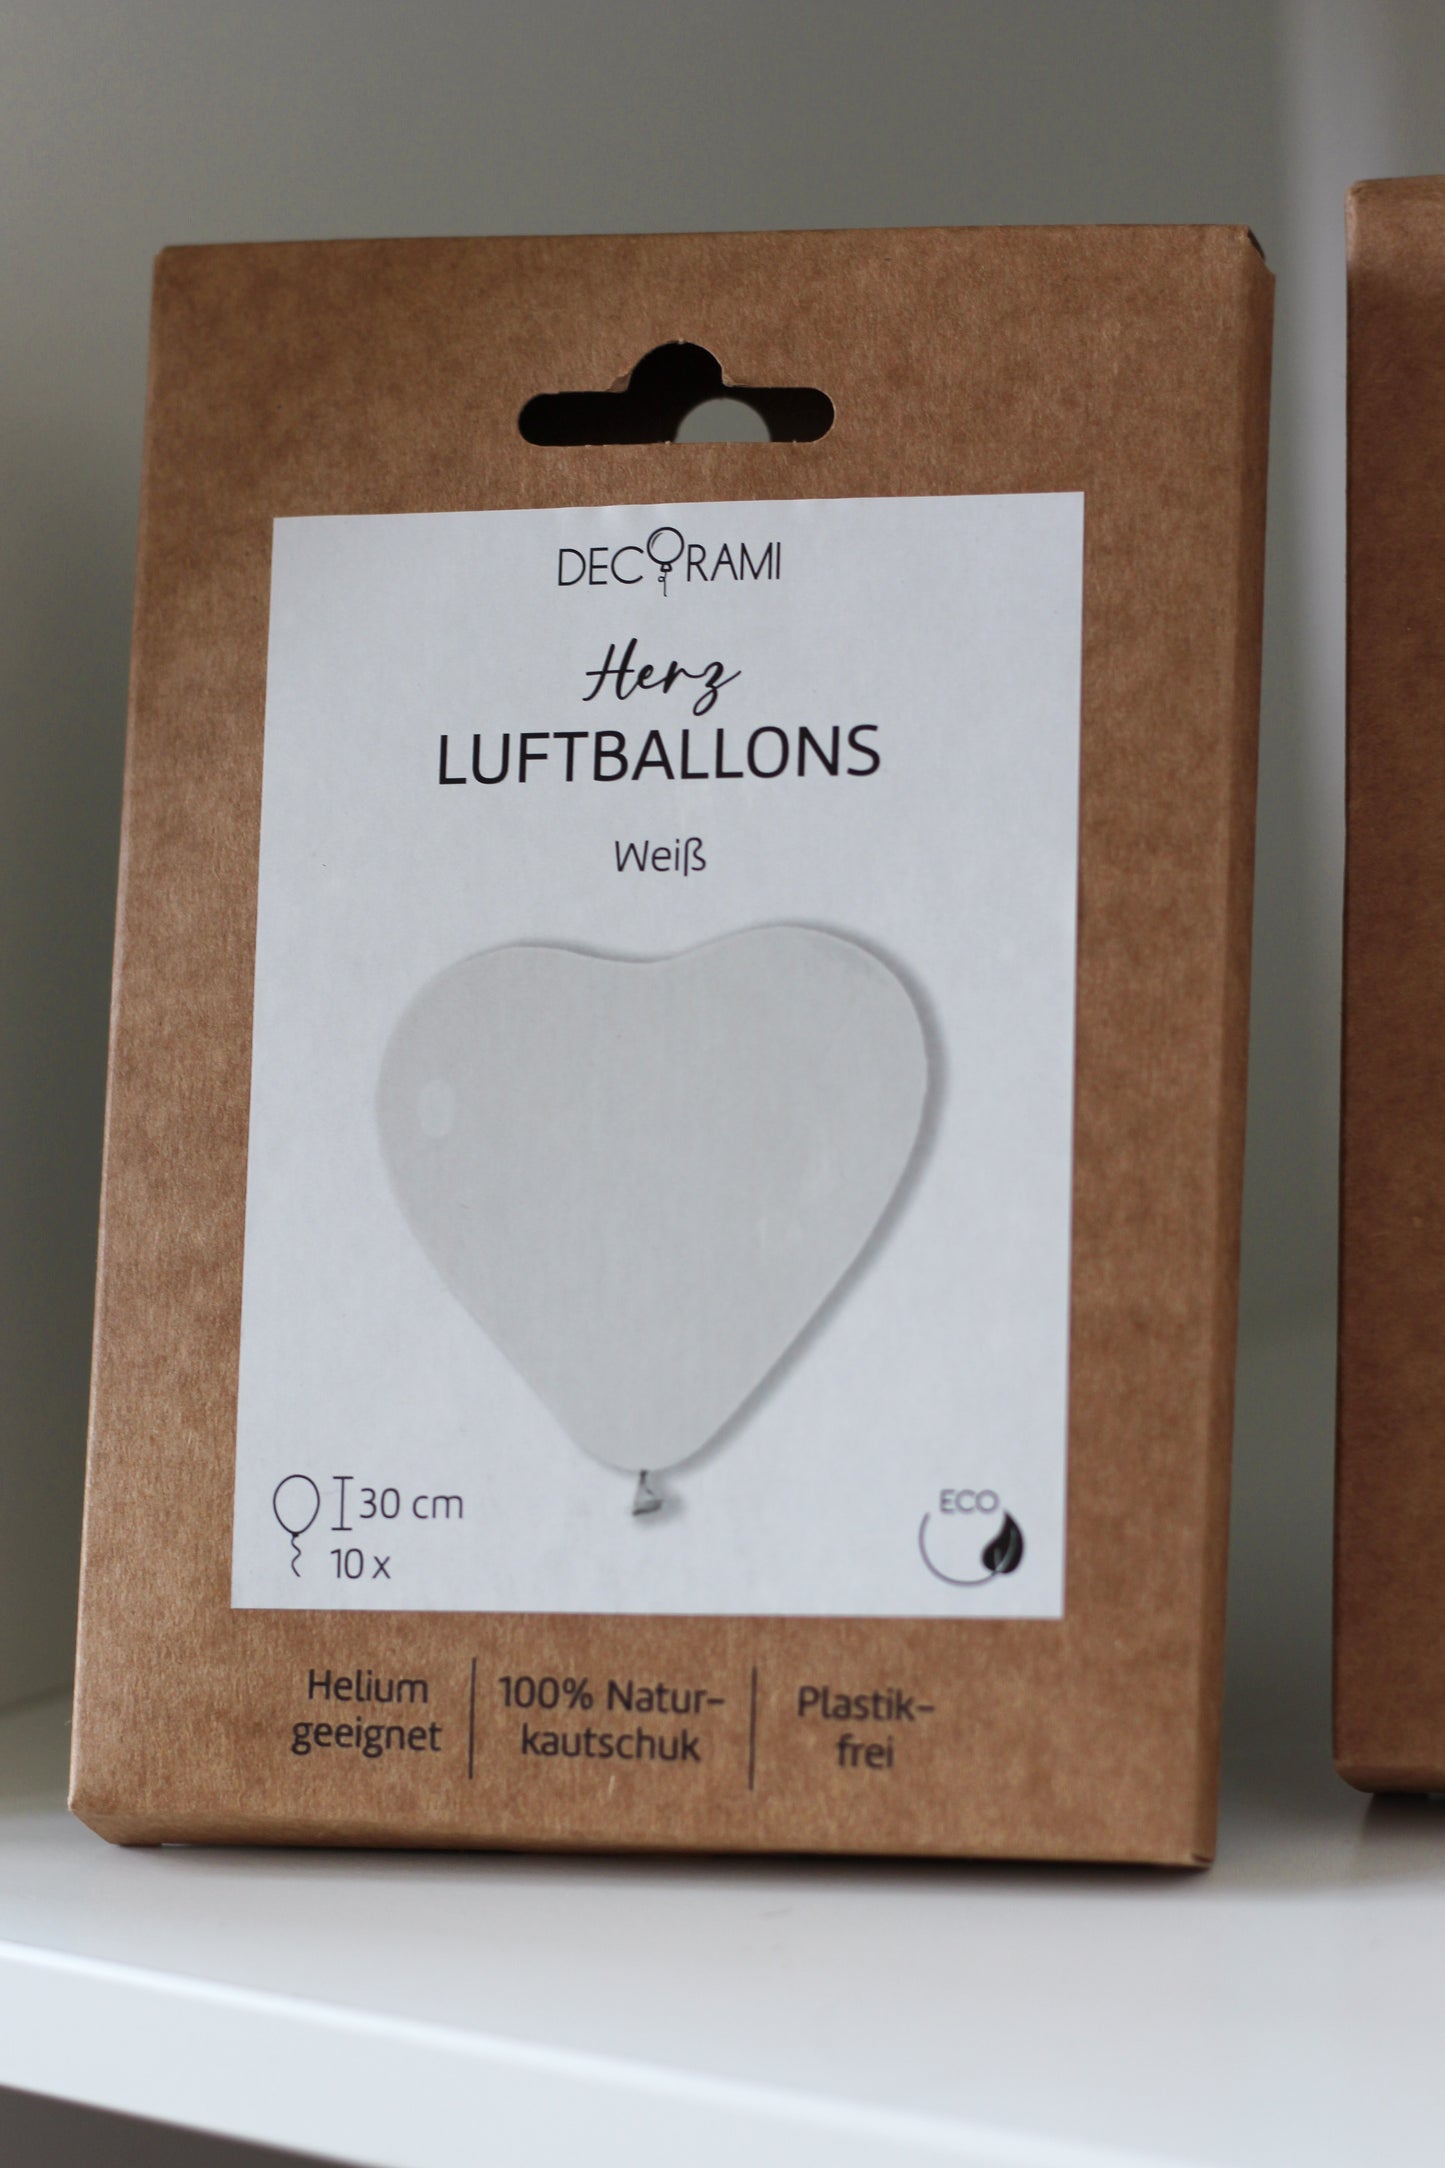 DECORAMI
Herz
LUFTBALLONS
Weiß
30 cm
10 x
ECO
Helium
geeignet
100% Natur-
kautschuk
Plastik-
frei